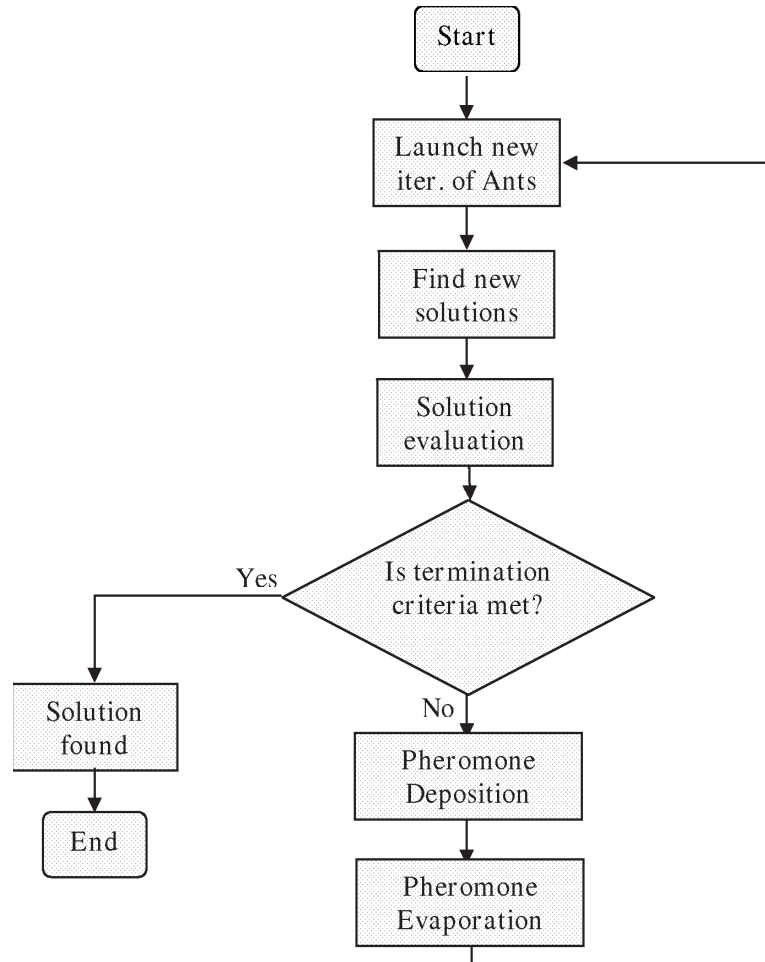 Start
Launch new
iter. of Ants
Find new
solutions
Solution
evaluation
Is termination
criteria met?
Yes
No
Solution
found
Pheromone
Deposition
End
Pheromone
Evaporation